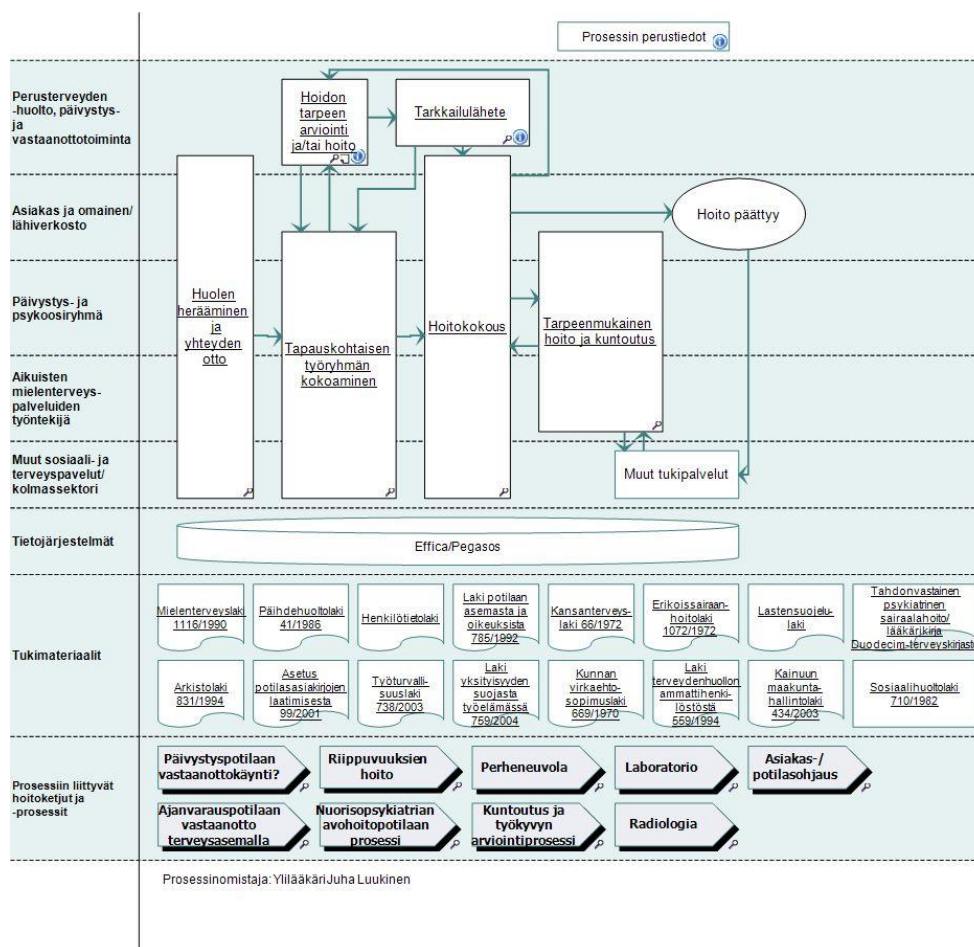 Prosessin perustiedot
Perusterveyden
-huolto, päivystys-
ja
vastaanottotoiminta
Hoidon
tarpeen
arviointi
ja/tai hoito
Tarkkailulähete
Asiakas ja omainen/
lähiverkosto
Hoito päättyy
Päivystys- ja
psykoosiryhmä
Huolen
herääminen
ja
yhteyden
otto
Tapauskohtaisen
työryhmän
kokoaminen
Hoitokokous
Tarpeenmukainen
hoito ja kuntoutus
Aikuisten
mielenterveys-
palveluiden
työntekijä
Muut sosiaali- ja
terveyspavelut/
kolmassektori
Muut tukipalvelut
Tietojärjestelmät
Effica/Pegasos
Tukimateriaalit
Mielenterveyslaki
1116/1990
Päihdehuoltolaki
41/1986
Henkilötietolaki
Laki potilaan
asemasta ja
oikeuksista
785/1992
Kansanterveys-
laki 66/1972
Erikoissairaan-
hoitolaki
1072/1972
Lastensuojelu-
laki
Tahdonvastainen
psykiatrinen
sairaalahoito/
lääkärikirja
Duodecim-terveyskirjasto
Arkistolaki
831/1994
Asetus
potilasasiakirjojen
laatimisesta
99/2001
Työturvalli-
suuslaki
738/2003
Laki
yksityisyyden
suojasta
työelämässä
759/2004
Kunnan
virkaehto-
sopimuslaki
669/1970
Laki
terveydenhuollon
ammattihenki-
löstöstä
559/1994
Kainuun
maakunta-
hallintolaki
434/2003
Sosiaalihuoltolaki
710/1982
Prosessiin liittyvät
hoitoketjut ja
-prosessit
Päivystyspotilaan
vastaanottokäynti?
Riippuvuuksien
hoito
Perheneuvola
Laboratorio
Asiakas-/
potilasohjaus
Ajanvarauspotilaan
vastaanotto
terveysasemalla
Nuorisopsykiatrian
avohoitopotilaan
prosessi
Kuntoutus ja
työkyvyn
arviointiprosessi
Radiologia
Prosessinomistaja: Ylilääkäri Juha Luukinen